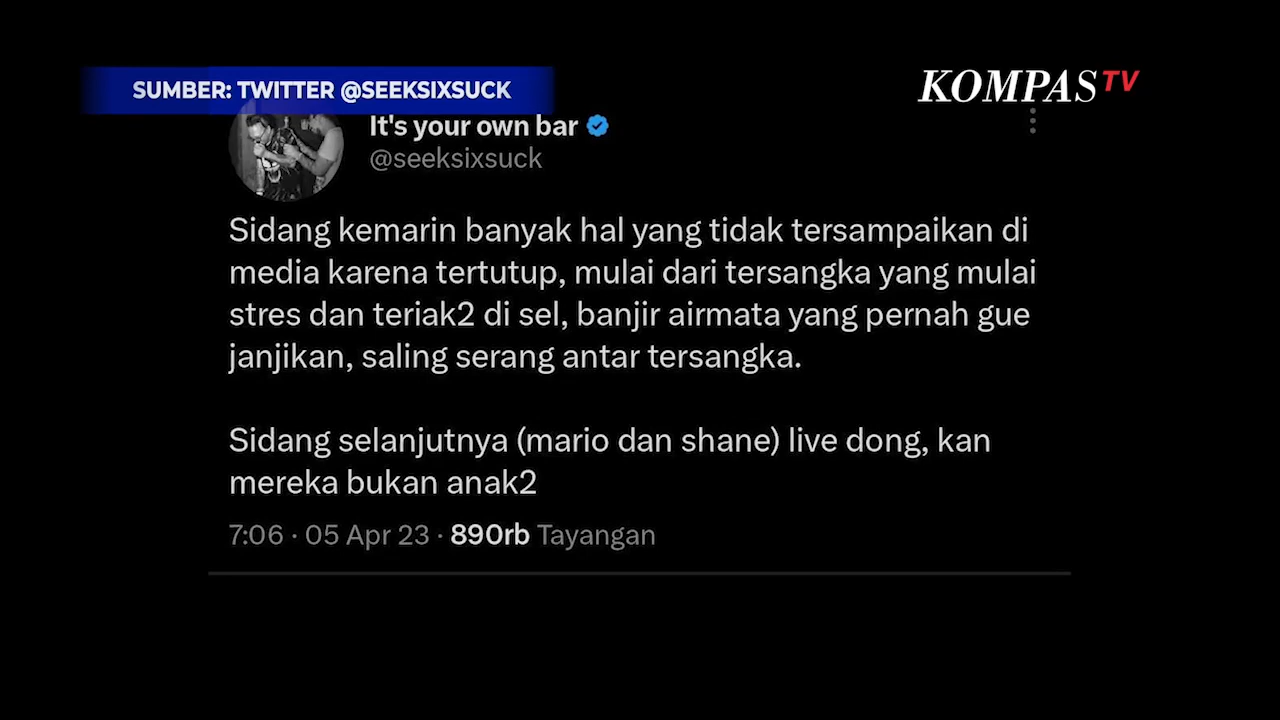 SUMBER: TWITTER @SEEKSIXSUCK
KOMPAS TV
It's your own bar
@seeksixsuck
Sidang kemarin banyak hal yang tidak tersampaikan di
media karena tertutup, mulai dari tersangka yang mulai
stres dan teriak2 di sel, banjir airmata yang pernah gue
janjikan, saling serang antar tersangka.
Sidang selanjutnya (mario dan shane) live dong, kan
mereka bukan anak2
7:06 · 05 Apr 23 · 890rb Tayangan